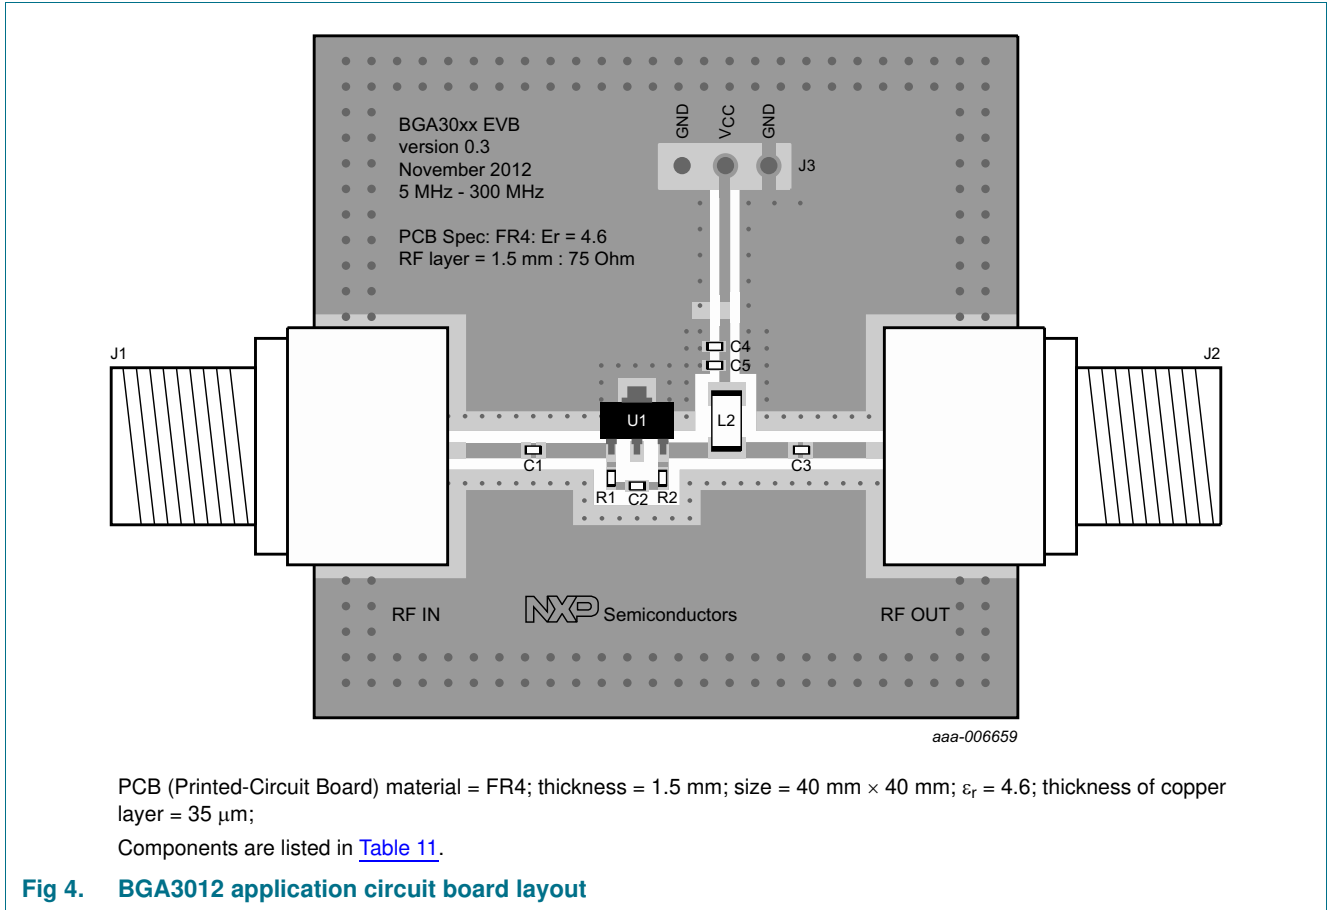 GND
VCC
GND
BGA30xx EVB
version 0.3
November 2012
5 MHz - 300 MHz
J3
PCB Spec: FR4: Er = 4.6
RF layer = 1.5 mm : 75 Ohm
J1
J2
C4
C5
U1
L2
C1
C3
R1
C2
R2
RF IN
NXP Semiconductors
RF OUT
aaa-006659
PCB (Printed-Circuit Board) material = FR4; thickness = 1.5 mm; size = 40 mm × 40 mm; εr = 4.6; thickness of copper
layer = 35 μm;
Components are listed in Table 11.
Fig 4. BGA3012 application circuit board layout